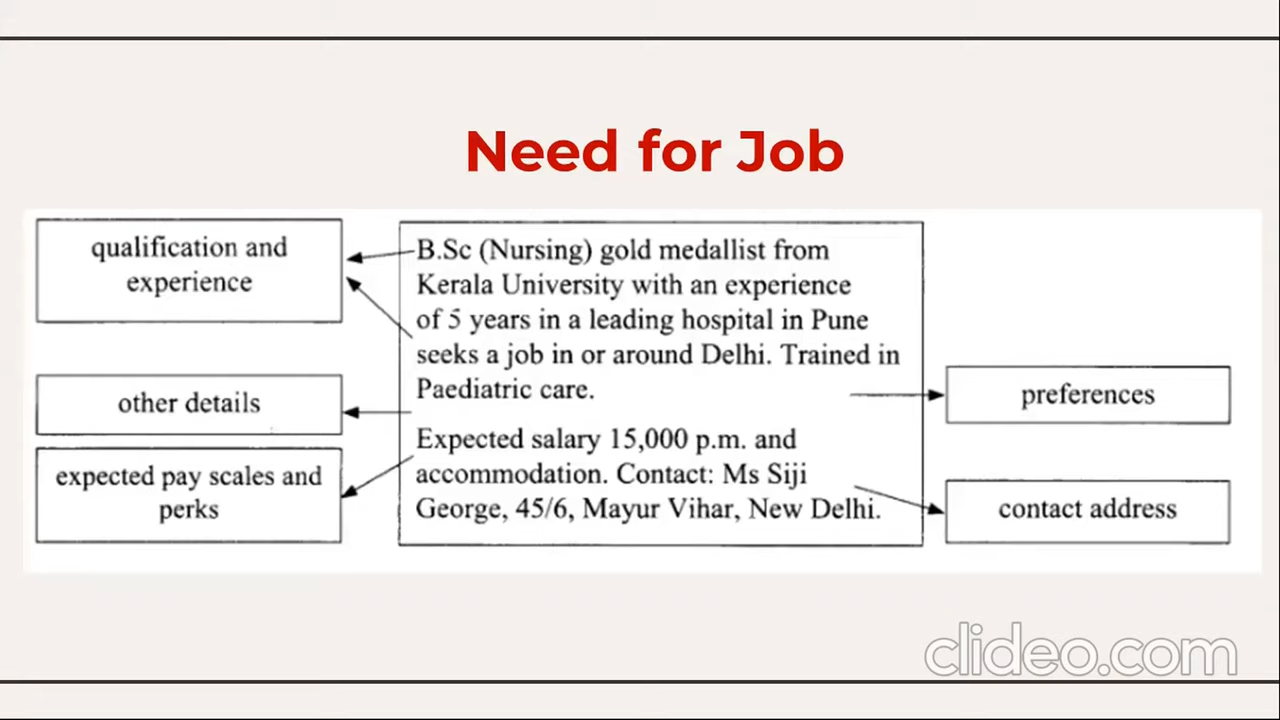 Need for Job
qualification and
experience
B.Sc (Nursing) gold medallist from
Kerala University with an experience
of 5 years in a leading hospital in Pune
seeks a job in or around Delhi. Trained in
Paediatric care.
Expected salary 15,000 p.m. and
accommodation. Contact: Ms Siji
George, 45/6, Mayur Vihar, New Delhi.
other details
expected pay scales and
perks
preferences
contact address
clideo.com